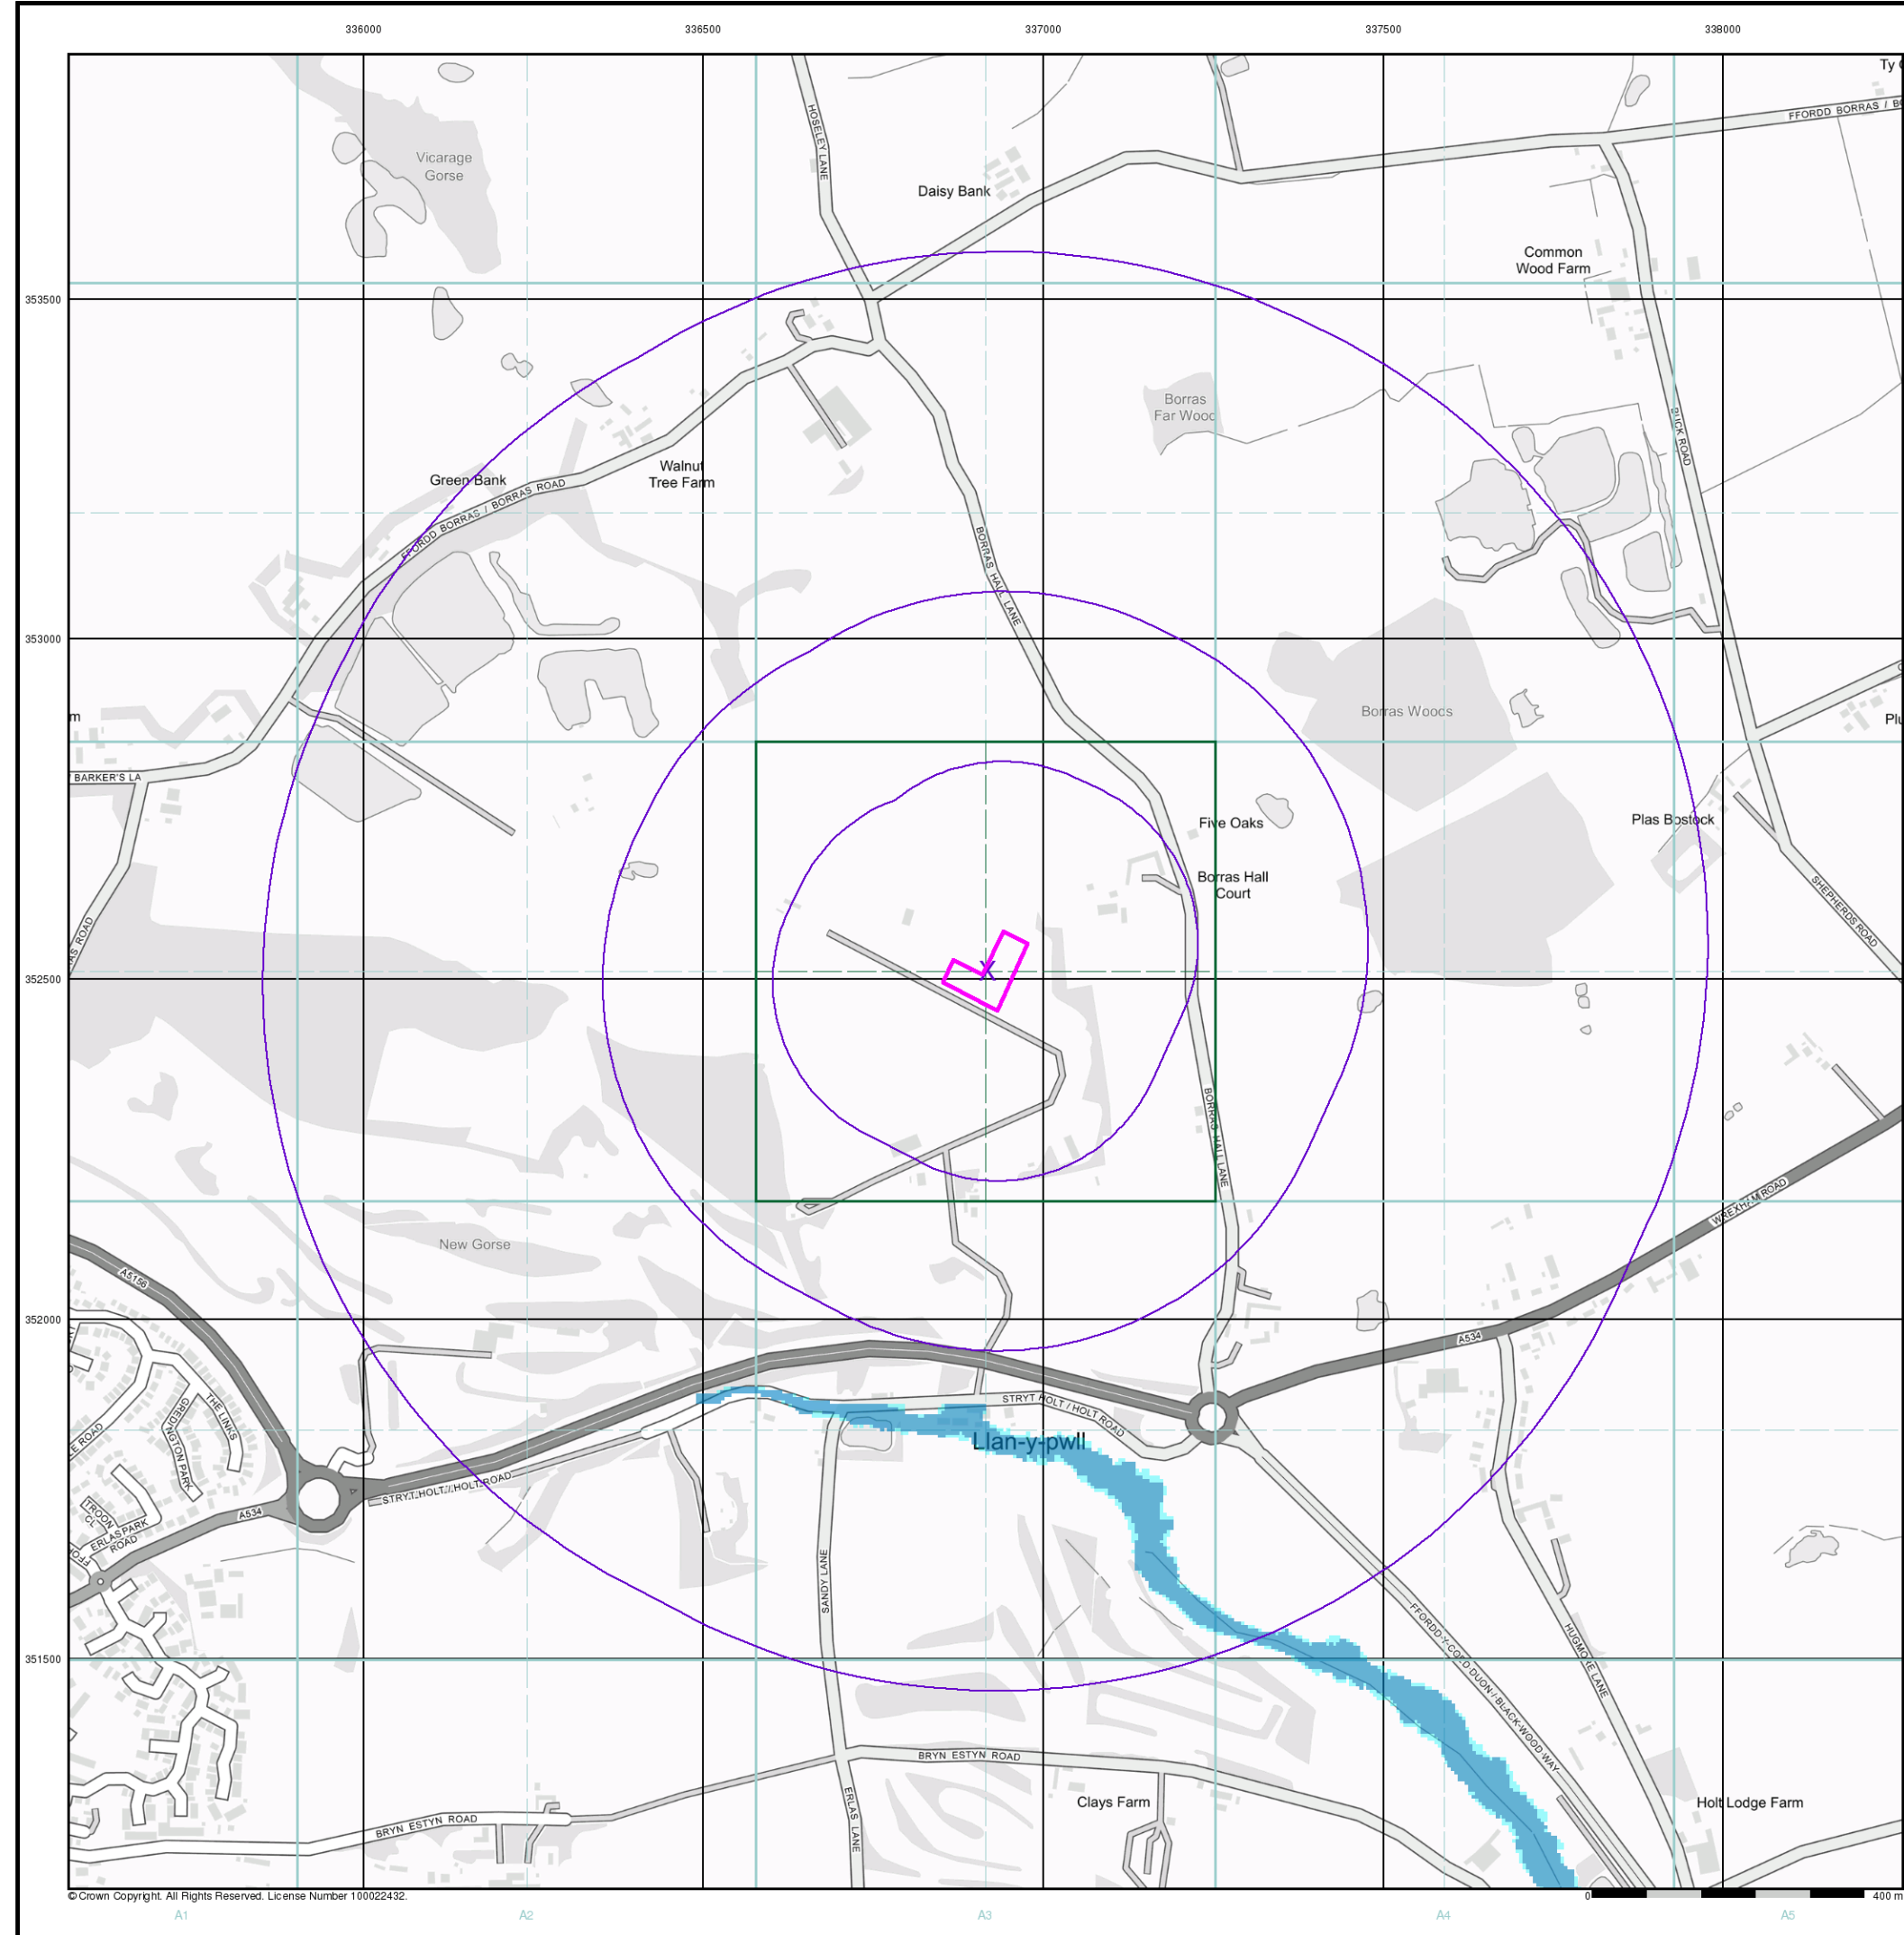 336000
336500
337000
337500
338000
Ty
FFORDD BORRAS /
HOSELEY LANE
Vicarage
Gorse
Daisy Bank
Common
Wood Farm
353500
Borras
Far Wood
BUCK ROAD
Walnut
Tree Farm
Green Bank
FFORDD BORRAS / BORRAS ROAD
BORRAS HALL LANE
353000
m
Borras Woods
Plu
BARKER'S LA
Five Oaks
Plas Bostock
Borras Hall
Court
SHEPHERDS ROAD
AS ROAD
X
352500
BORRAS HALL LANE
WREXHAM ROAD
New Gorse
A5156
352000
A534
STRYT HOLT / HOLT ROAD
THE LINKS
GREDINGTON PARK
E ROAD
Llan-y-pwll
STRYT HOLT / HOLT ROAD
A534
TROON
CL
ERLAS PARK
ROAD
FFOR
SANDY LANE
FFORDD-Y-COED DUON / BLACK WOOD WAY
HUGMORE LANE
351500
BRYN ESTYN ROAD
ERLAS LANE
BRYN ESTYN ROAD
Clays Farm
Holt Lodge Farm
© Crown Copyright. All Rights Reserved. License Number 100022432.
0
400 m
A1
A2
A3
A4
A5